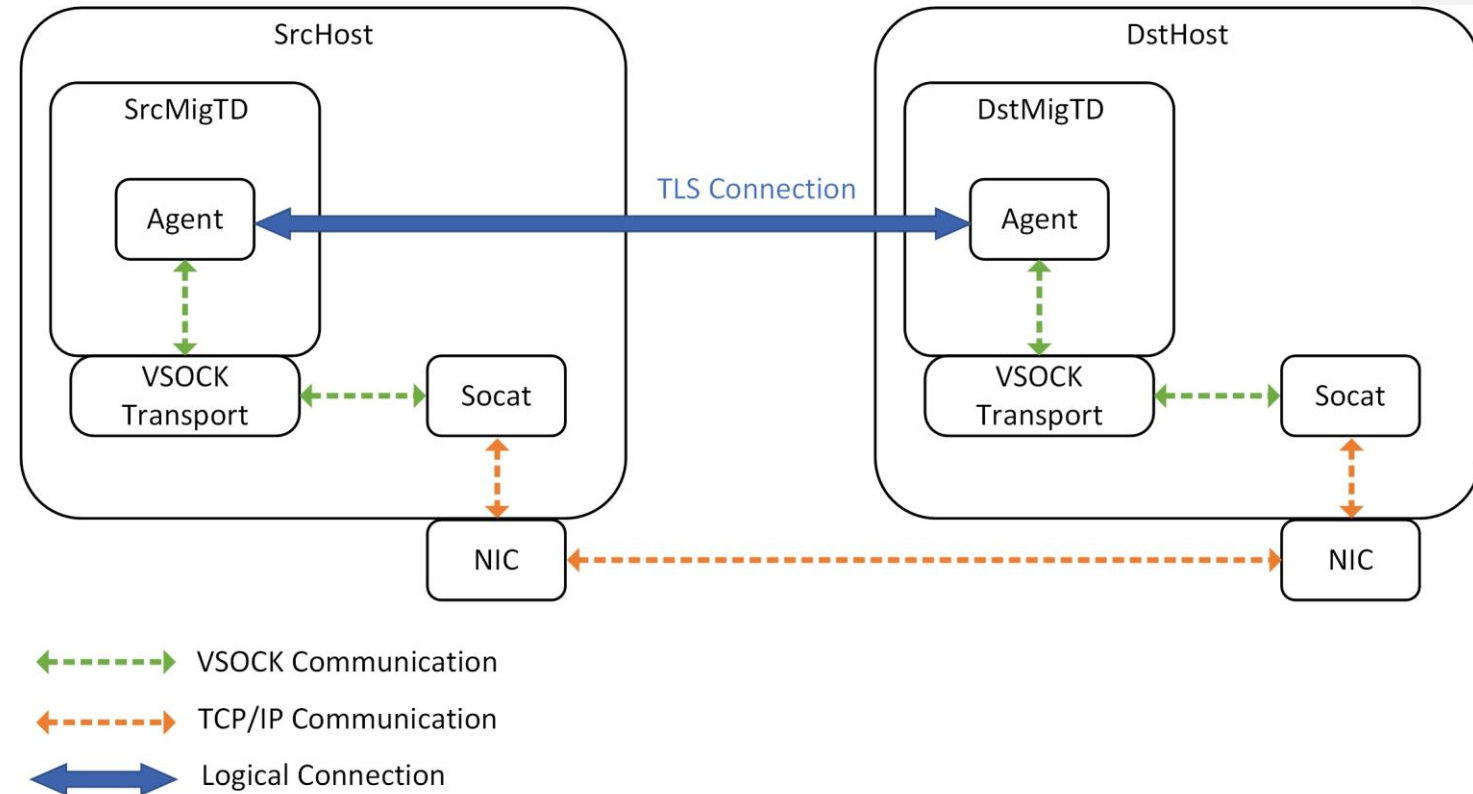 SrcHost
DstHost
SrcMigTD
DstMigTD
TLS Connection
Agent
Agent
VSOCK
Transport
Socat
VSOCK
Transport
Socat
NIC
NIC
VSOCK Communication
TCP/IP Communication
Logical Connection